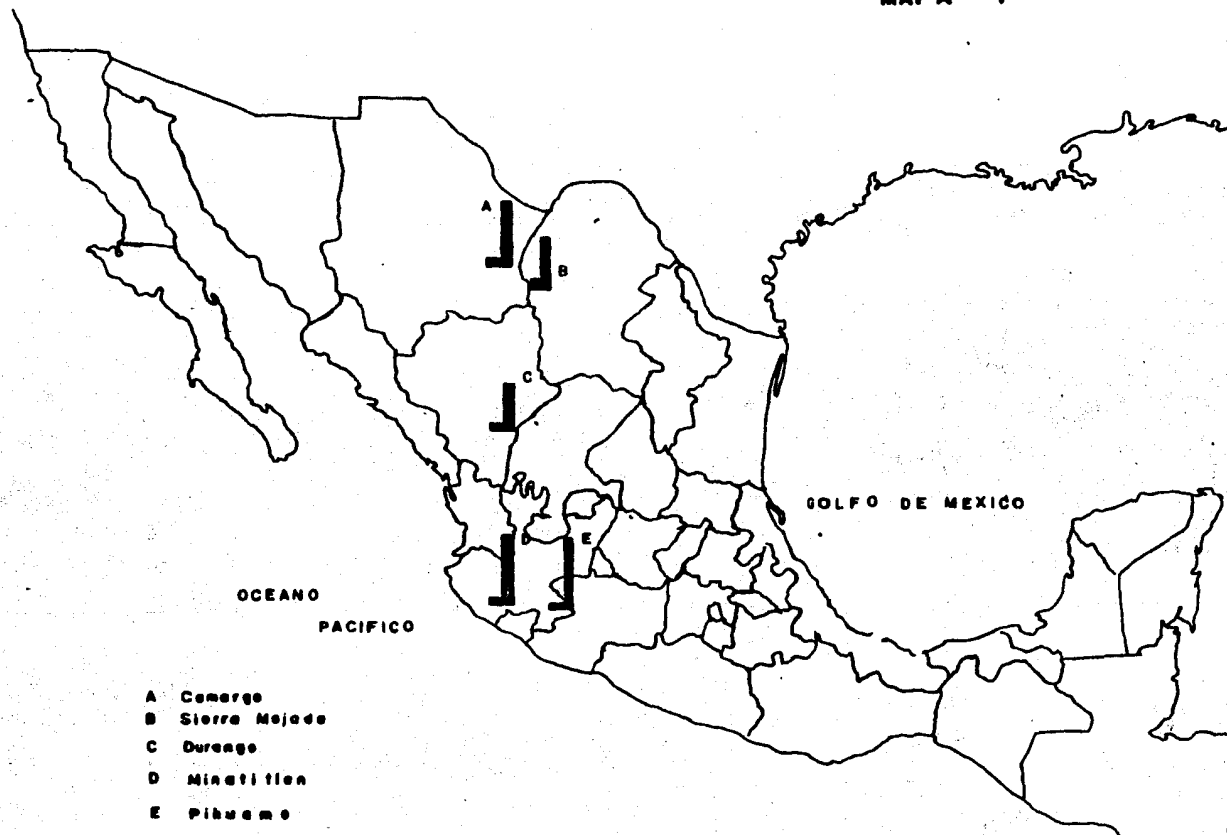 MAPA
A
B
C
D
E
GOLFO DE MEXICO
OCEANO
PACIFICO
A Camargo
B Sierra Mojada
C Durango
D Minatitlan
E Pihuamo